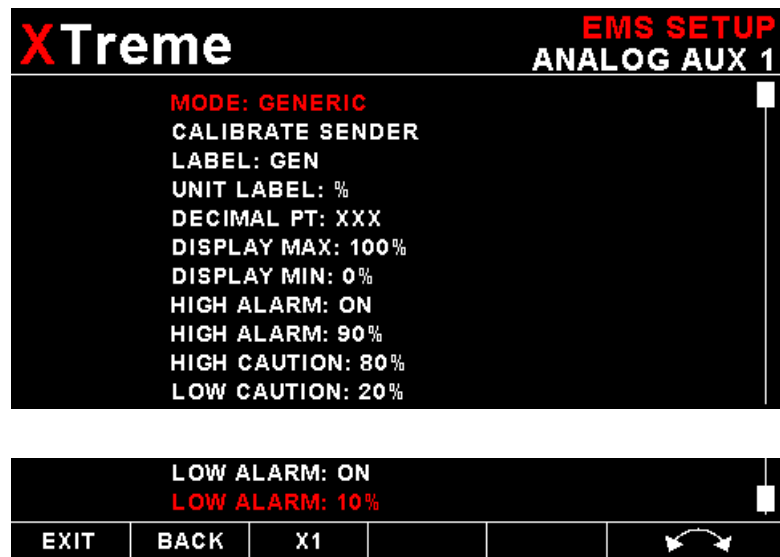 XTreme
EMS SETUP
ANALOG AUX 1
MODE: GENERIC
CALIBRATE SENDER
LABEL: GEN
UNIT LABEL: %
DECIMAL PT: XXX
DISPLAY MAX: 100%
DISPLAY MIN: 0%
HIGH ALARM: ON
HIGH ALARM: 90%
HIGH CAUTION: 80%
LOW CAUTION: 20%
LOW ALARM: ON
LOW ALARM: 10%
EXIT BACK X1